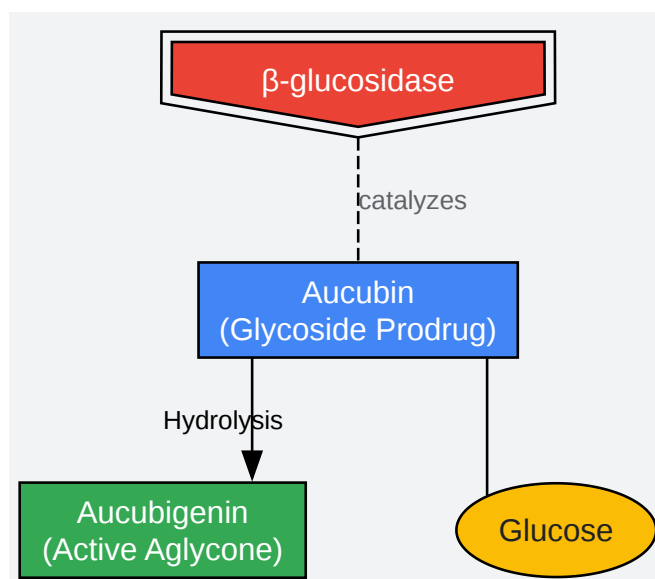 β-glucosidase
catalyzes
Aucubin
(Glycoside Prodrug)
Hydrolysis
Aucubigenin
(Active Aglycone)
Glucose